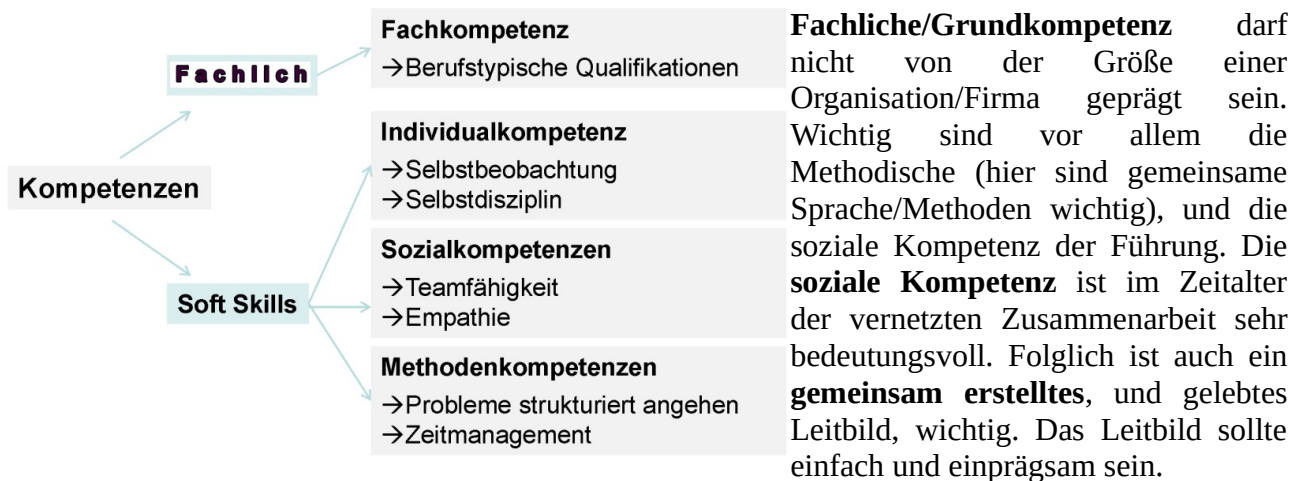 Kompetenzen
Fachlich
Soft Skills
Fachkompetenz
→Berufstypische Qualifikationen
Individualkompetenz
→Selbstbeobachtung
→Selbstdisziplin
Sozialkompetenzen
→Teamfähigkeit
→Empathie
Methodenkompetenzen
→Probleme strukturiert angehen
→Zeitmanagement
Fachliche/Grundkompetenz darf
nicht von der Größe einer
Organisation/Firma geprägt sein.
Wichtig sind vor allem die
Methodische (hier sind gemeinsame
Sprache/Methoden wichtig), und die
soziale Kompetenz der Führung. Die
soziale Kompetenz ist im Zeitalter
der vernetzten Zusammenarbeit sehr
bedeutungsvoll. Folglich ist auch ein
gemeinsam erstelltes, und gelebtes
Leitbild, wichtig. Das Leitbild sollte
einfach und einprägsam sein.